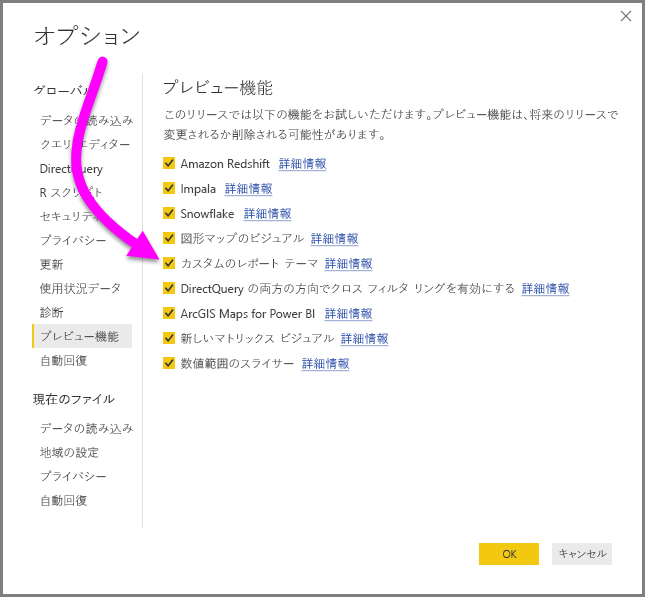 オプション
グローバル
データの読み込み
クエリ エディター
DirectQuery
R スクリプト
セキュリティ
プライバシー
更新
使用状況データ
診断
プレビュー機能
自動回復
現在のファイル
データの読み込み
地域の設定
プライバシー
自動回復
プレビュー機能
このリリースでは以下の機能をお試しいただけます。プレビュー機能は、将来のリリースで
変更されるか削除される可能性があります。
Amazon Redshift 詳細情報
Impala 詳細情報
Snowflake 詳細情報
図形マップのビジュアル 詳細情報
カスタムのレポート テーマ 詳細情報
DirectQuery の両方の方向でクロス フィルタ リングを有効にする 詳細情報
ArcGIS Maps for Power BI 詳細情報
新しいマトリックス ビジュアル 詳細情報
数値範囲のスライサー 詳細情報
OK
キャンセル